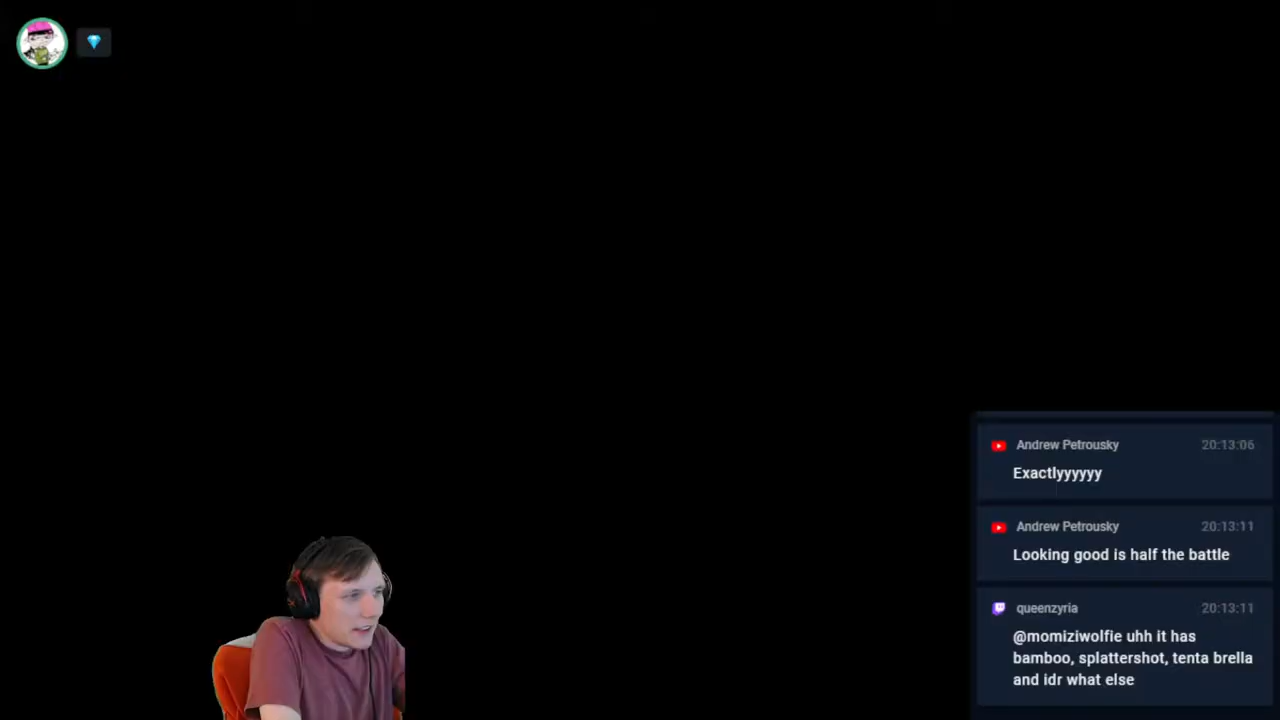 Andrew Petrousky 20:13:06
Exactlyyyyyy
Andrew Petrousky 20:13:11
Looking good is half the battle
queenzyria 20:13:11
@momiziwolfie uhh it has
bamboo, splattershot, tenta brella
and idr what else